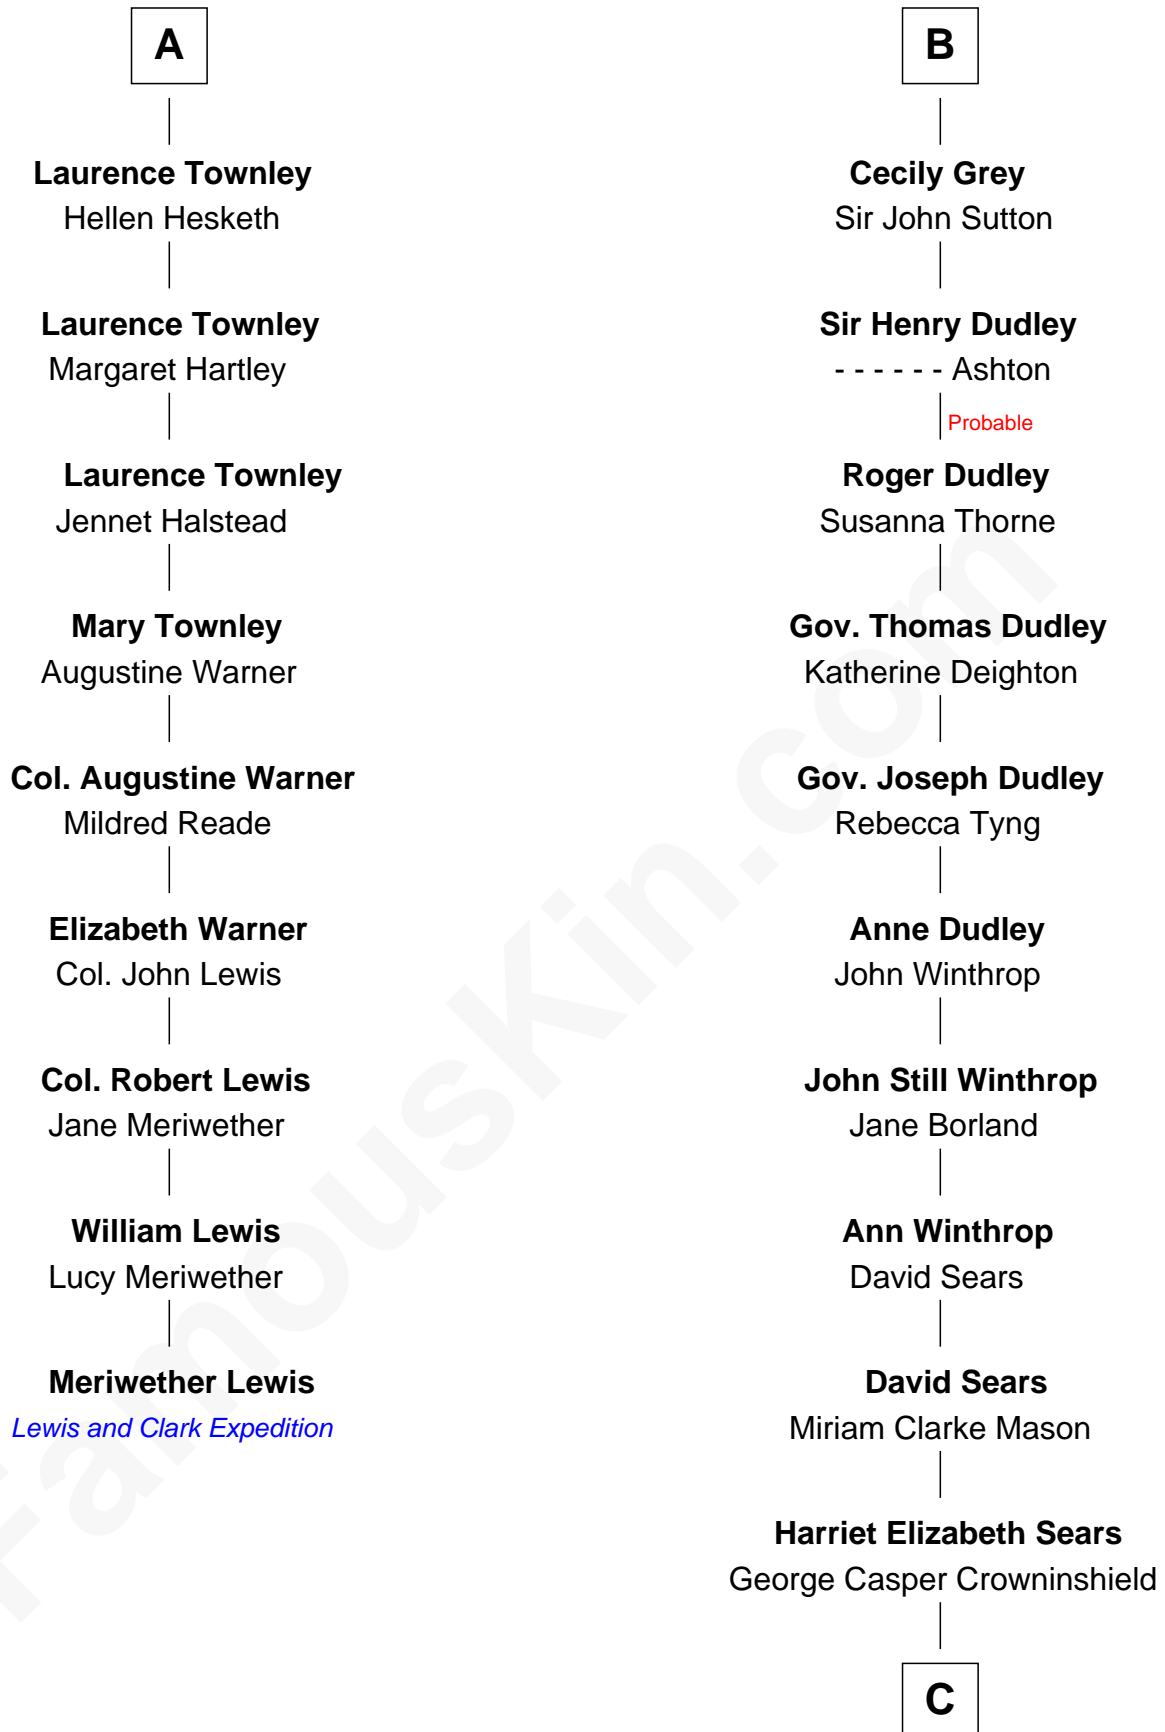 A
Laurence Townley
Hellen Hesketh
Laurence Townley
Margaret Hartley
Laurence Townley
Jennet Halstead
Mary Townley
Augustine Warner
Col. Augustine Warner
Mildred Reade
Elizabeth Warner
Col. John Lewis
Col. Robert Lewis
Jane Meriwether
William Lewis
Lucy Meriwether
Meriwether Lewis
Lewis and Clark Expedition
B
Cecily Grey
Sir John Sutton
Sir Henry Dudley
- - - - - - Ashton
Probable
Roger Dudley
Susanna Thorne
Gov. Thomas Dudley
Katherine Deighton
Gov. Joseph Dudley
Rebecca Tyng
Anne Dudley
John Winthrop
John Still Winthrop
Jane Borland
Ann Winthrop
David Sears
David Sears
Miriam Clarke Mason
Harriet Elizabeth Sears
George Casper Crowninshield
C
FamousKin.com